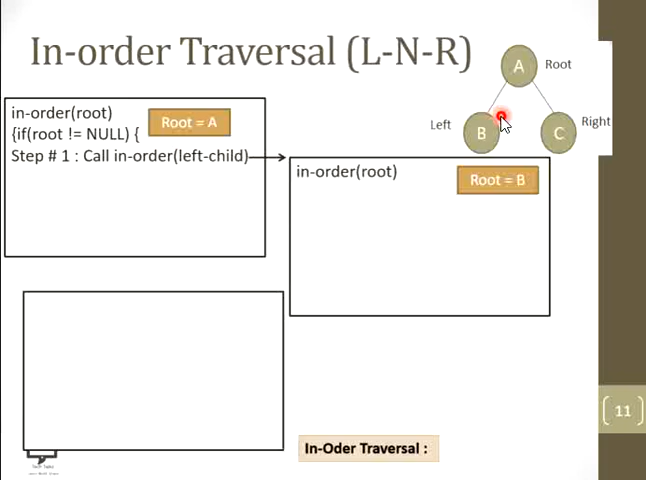 In-order Traversal (L-N-R)
A
Root
Left
B
C
Right
in-order(root)
Root = A
{if(root != NULL) {
Step # 1 : Call in-order(left-child)
in-order(root)
Root = B
11
In-Oder Traversal :